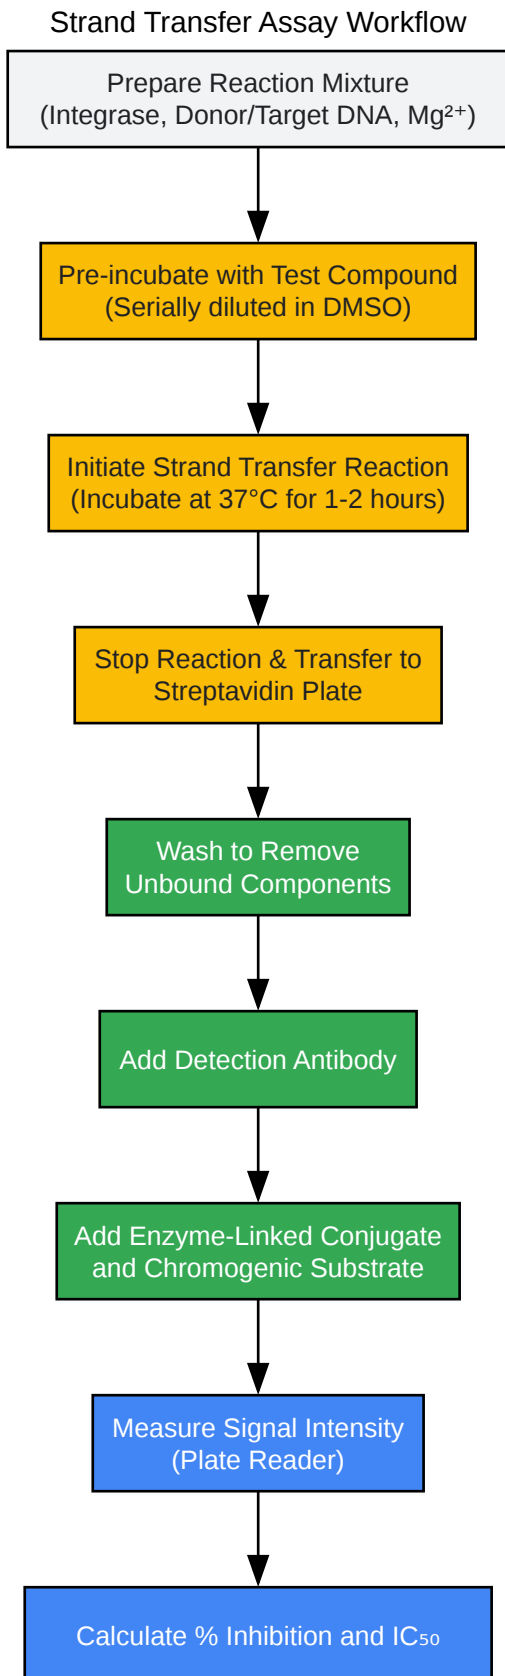 Strand Transfer Assay Workflow
Prepare Reaction Mixture
(Integrase, Donor/Target DNA, Mg²⁺)
Pre-incubate with Test Compound
(Serially diluted in DMSO)
Initiate Strand Transfer Reaction
(Incubate at 37°C for 1-2 hours)
Stop Reaction & Transfer to
Streptavidin Plate
Wash to Remove
Unbound Components
Add Detection Antibody
Add Enzyme-Linked Conjugate
and Chromogenic Substrate
Measure Signal Intensity
(Plate Reader)
Calculate % Inhibition and IC₅₀